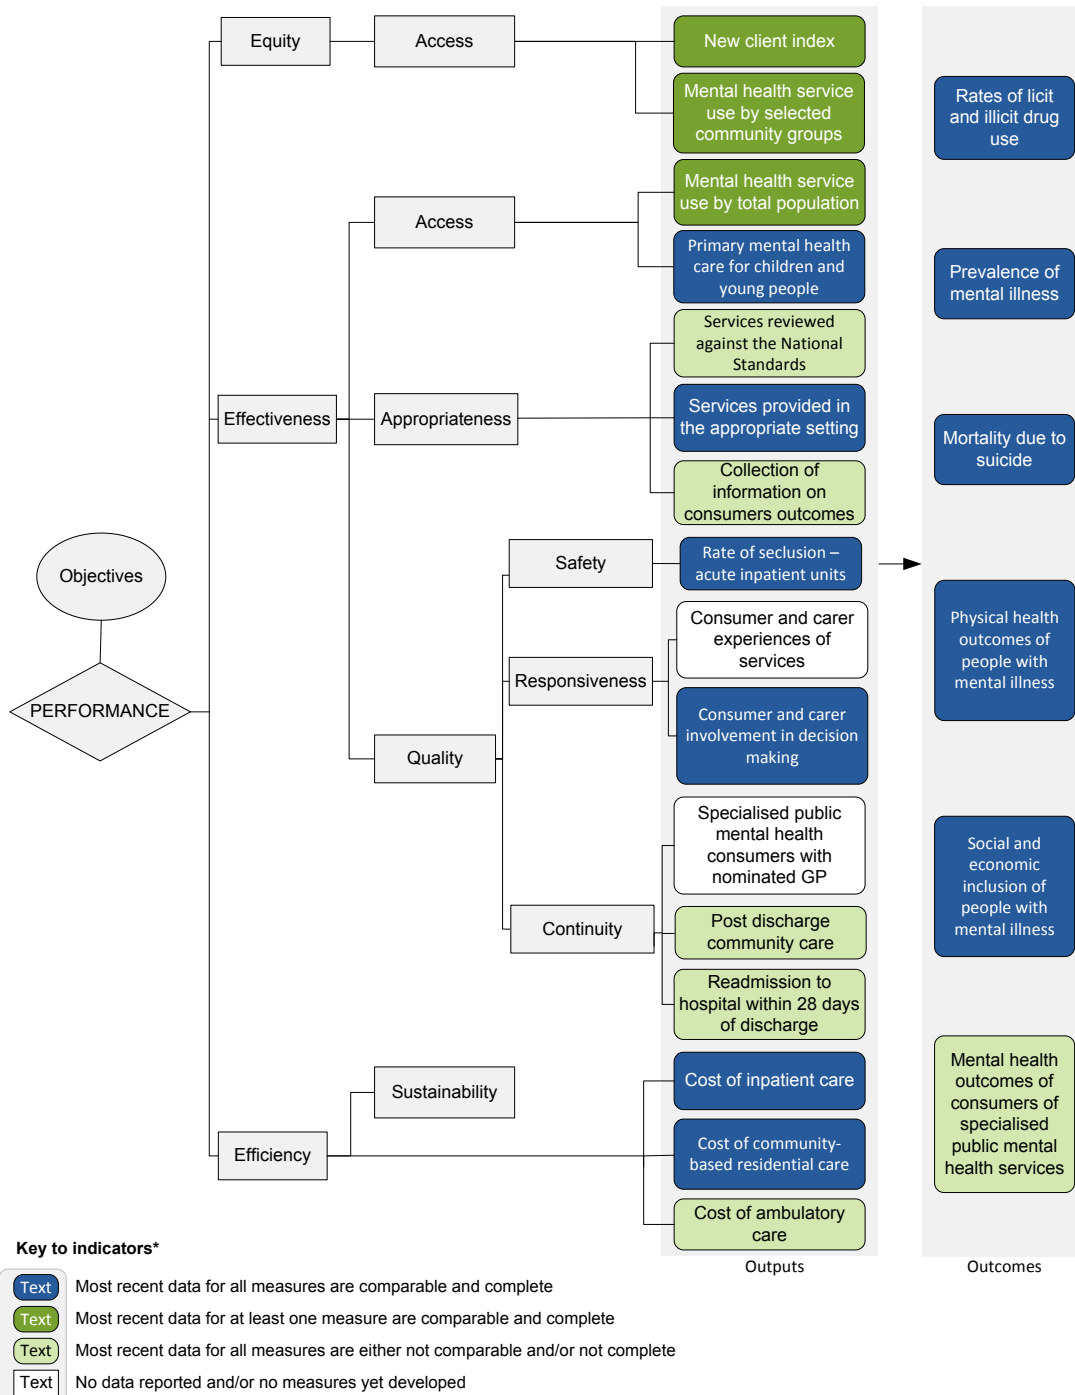 Equity
Access
New client index
Mental health service
use by selected
community groups
Rates of licit
and illicit drug
use
Access
Mental health service
use by total population
Primary mental health
care for children and
young people
Prevalence of
mental illness
Effectiveness
Appropriateness
Services reviewed
against the National
Standards
Services provided in
the appropriate setting
Collection of
information on
consumers outcomes
Mortality due to
suicide
Objectives
PERFORMANCE
Quality
Safety
Rate of seclusion –
acute inpatient units
Responsiveness
Consumer and carer
experiences of
services
Consumer and carer
involvement in decision
making
Physical health
outcomes of
people with
mental illness
Continuity
Specialised public
mental health
consumers with
nominated GP
Post discharge
community care
Readmission to
hospital within 28 days
of discharge
Social and
economic
inclusion of
people with
mental illness
Efficiency
Sustainability
Cost of inpatient care
Cost of community-
based residential care
Cost of ambulatory
care
Mental health
outcomes of
consumers of
specialised
public mental
health services
Outputs
Outcomes
Key to indicators*
Text Most recent data for all measures are comparable and complete
Text Most recent data for at least one measure are comparable and complete
Text Most recent data for all measures are either not comparable and/or not complete
Text No data reported and/or no measures yet developed